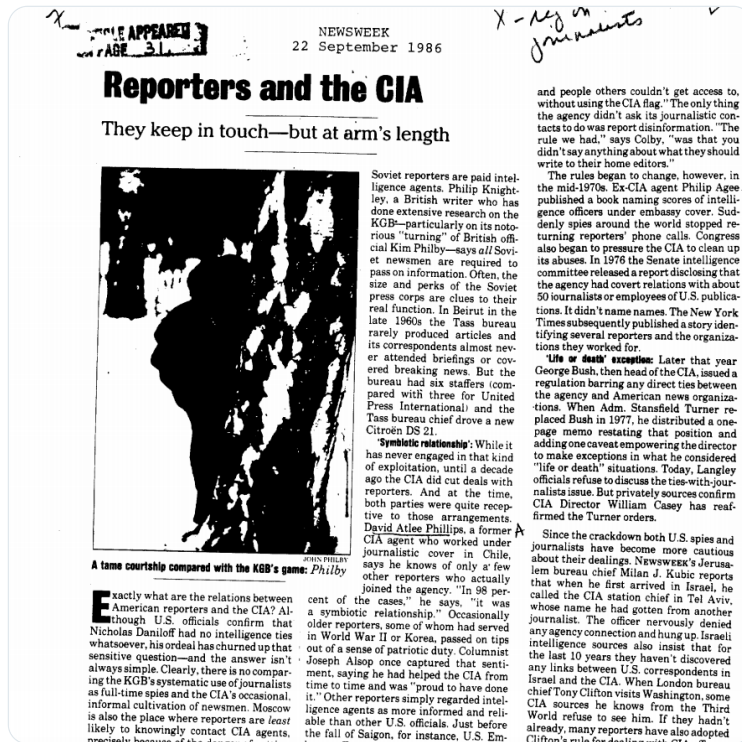 ARTICLE APPEARED
ON PAGE 31
X
NEWSWEEK
22 September 1986
X - ref on
journalists
Reporters and the CIA
They keep in touch—but at arm's length
JOHN PHILBY
A tame courtship compared with the KGB's game: Philby
Exactly what are the relations between
American reporters and the CIA? Al-
though U.S. officials confirm that
Nicholas Daniloff had no intelligence ties
whatsoever, his ordeal has churned up that
sensitive question—and the answer isn't
always simple. Clearly, there is no compar-
ing the KGB's systematic use of journalists
as full-time spies and the CIA's occasional,
informal cultivation of newsmen. Moscow
is also the place where reporters are least
likely to knowingly contact CIA agents,
precisely because of the
Soviet reporters are paid intel-
ligence agents. Philip Knight-
ley, a British writer who has
done extensive research on the
KGB—particularly on its noto-
rious "turning" of British offi-
cial Kim Philby—says all Sovi-
et newsmen are required to
pass on information. Often, the
size and perks of the Soviet
press corps are clues to their
real function. In Beirut in the
late 1960s the Tass bureau
rarely produced articles and
its correspondents almost nev-
er attended briefings or cov-
ered breaking news. But the
bureau had six staffers (com-
pared with three for United
Press International) and the
Tass bureau chief drove a new
Citroën DS 21.
'Symbiotic relationship': While it
has never engaged in that kind
of exploitation, until a decade
ago the CIA did cut deals with
reporters. And at the time,
both parties were quite recep-
tive to those arrangements.
David Atlee Phillips, a former
CIA agent who worked under
journalistic cover in Chile,
says he knows of only a few
other reporters who actually
joined the agency. "In 98 per-
cent of the cases," he says, "it was
a symbiotic relationship." Occasionally
older reporters, some of whom had served
in World War II or Korea, passed on tips
out of a sense of patriotic duty. Columnist
Joseph Alsop once captured that senti-
ment, saying he had helped the CIA from
time to time and was "proud to have done
it." Other reporters simply regarded intel-
ligence agents as more informed and reli-
able than other U.S. officials. Just before
the fall of Saigon, for instance, U.S. Em-
and people others couldn't get access to,
without using the CIA flag." The only thing
the agency didn't ask its journalistic con-
tacts to do was report disinformation. "The
rule we had," says Colby, "was that you
didn't say anything about what they should
write to their home editors."
The rules began to change, however, in
the mid-1970s. Ex-CIA agent Philip Agee
published a book naming scores of intelli-
gence officers under embassy cover. Sud-
denly spies around the world stopped re-
turning reporters' phone calls. Congress
also began to pressure the CIA to clean up
its abuses. In 1976 the Senate intelligence
committee released a report disclosing that
the agency had covert relations with about
50 journalists or employees of U.S. publica-
tions. It didn't name names. The New York
Times subsequently published a story iden-
tifying several reporters and the organiza-
tions they worked for.
'Life or death' exception: Later that year
George Bush, then head of the CIA, issued a
regulation barring any direct ties between
the agency and American news organiza-
tions. When Adm. Stansfield Turner re-
placed Bush in 1977, he distributed a one-
page memo restating that position and
adding one caveat empowering the director
to make exceptions in what he considered
"life or death" situations. Today, Langley
officials refuse to discuss the ties-with-jour-
nalists issue. But privately sources confirm
CIA Director William Casey has reaf-
firmed the Turner orders.
Since the crackdown both U.S. spies and
journalists have become more cautious
about their dealings. NEWSWEEK's Jerusa-
lem bureau chief Milan J. Kubic reports
that when he first arrived in Israel, he
called the CIA station chief in Tel Aviv,
whose name he had gotten from another
journalist. The officer nervously denied
any agency connection and hung up. Israeli
intelligence sources also insist that for
the last 10 years they haven't discovered
any links between U.S. correspondents in
Israel and the CIA. When London bureau
chief Tony Clifton visits Washington, some
CIA sources he knows from the Third
World refuse to see him. If they hadn't
already, many reporters have also adopted
Clifton's rule for dealing with